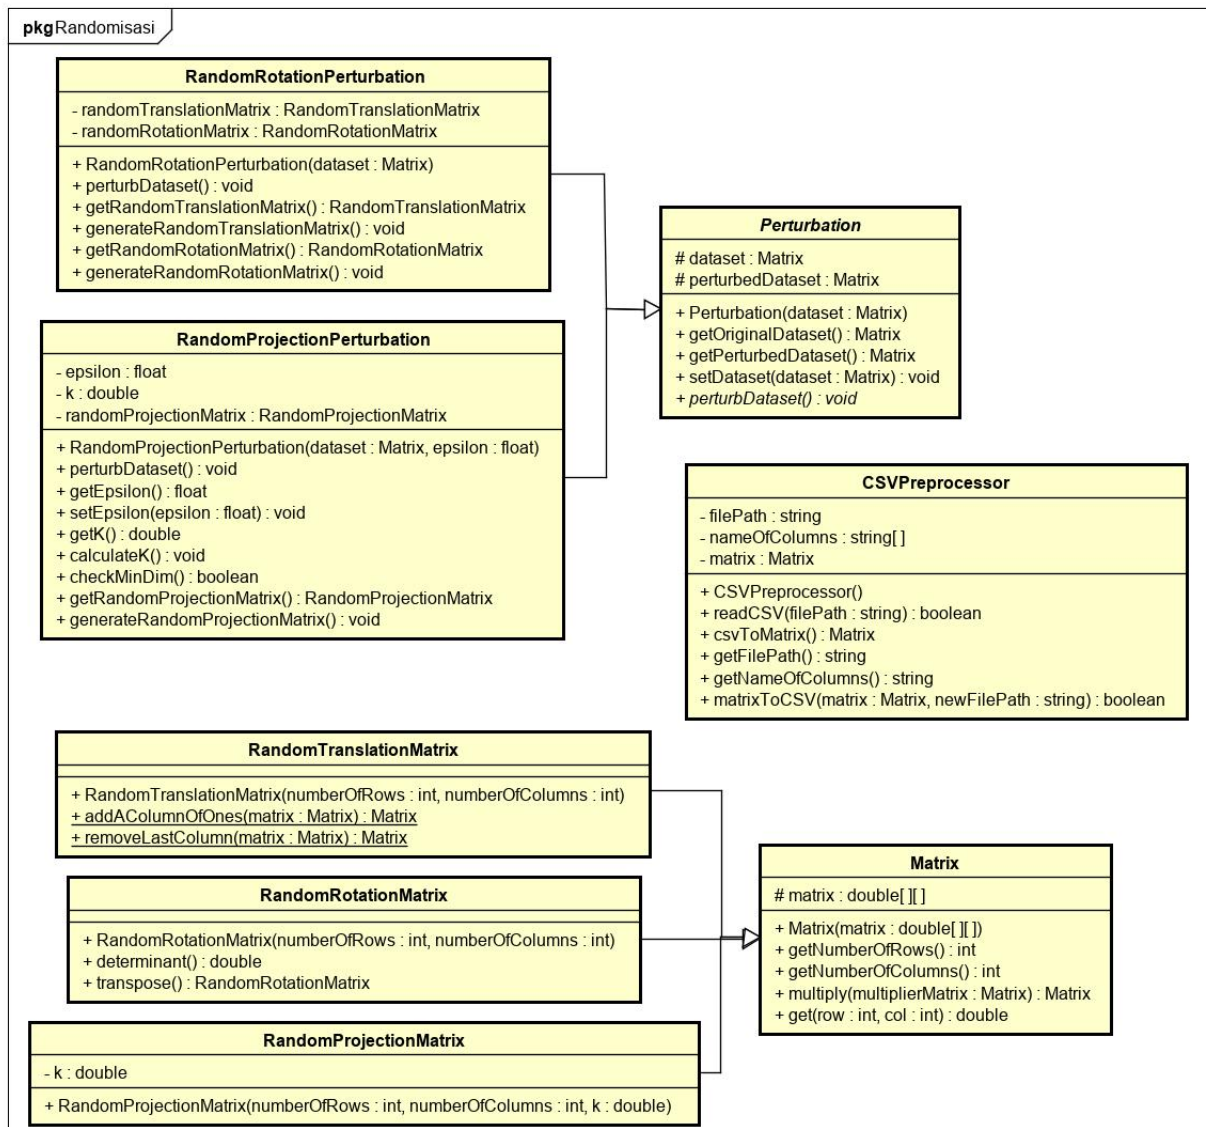 pkg Randomisasi
RandomRotationPerturbation
- randomTranslationMatrix : RandomTranslationMatrix
- randomRotationMatrix : RandomRotationMatrix
+ RandomRotationPerturbation(dataset : Matrix)
+ perturbDataset() : void
+ getRandomTranslationMatrix() : RandomTranslationMatrix
+ generateRandomTranslationMatrix() : void
+ getRandomRotationMatrix() : RandomRotationMatrix
+ generateRandomRotationMatrix() : void
Perturbation
# dataset : Matrix
# perturbedDataset : Matrix
+ Perturbation(dataset : Matrix)
+ getOriginalDataset() : Matrix
+ getPerturbedDataset() : Matrix
+ setDataset(dataset : Matrix) : void
+ perturbDataset() : void
RandomProjectionPerturbation
- epsilon : float
- k : double
- randomProjectionMatrix : RandomProjectionMatrix
+ RandomProjectionPerturbation(dataset : Matrix, epsilon : float)
+ perturbDataset() : void
+ getEpsilon() : float
+ setEpsilon(epsilon : float) : void
+ getK() : double
+ calculateK() : void
+ checkMinDim() : boolean
+ getRandomProjectionMatrix() : RandomProjectionMatrix
+ generateRandomProjectionMatrix() : void
CSVPreprocessor
- filePath : string
- nameOfColumns : string[ ]
- matrix : Matrix
+ CSVPreprocessor()
+ readCSV(filePath : string) : boolean
+ csvToMatrix() : Matrix
+ getFilePath() : string
+ getNameOfColumns() : string
+ matrixToCSV(matrix : Matrix, newFilePath : string) : boolean
RandomTranslationMatrix
+ RandomTranslationMatrix(numberOfRows : int, numberOfColumns : int)
+ addAColumnOfOnes(matrix : Matrix) : Matrix
+ removeLastColumn(matrix : Matrix) : Matrix
RandomRotationMatrix
+ RandomRotationMatrix(numberOfRows : int, numberOfColumns : int)
+ determinant() : double
+ transpose() : RandomRotationMatrix
Matrix
# matrix : double[ ][ ]
+ Matrix(matrix : double[ ][ ])
+ getNumberOfRows() : int
+ getNumberOfColumns() : int
+ multiply(multiplierMatrix : Matrix) : Matrix
+ get(row : int, col : int) : double
RandomProjectionMatrix
- k : double
+ RandomProjectionMatrix(numberOfRows : int, numberOfColumns : int, k : double)